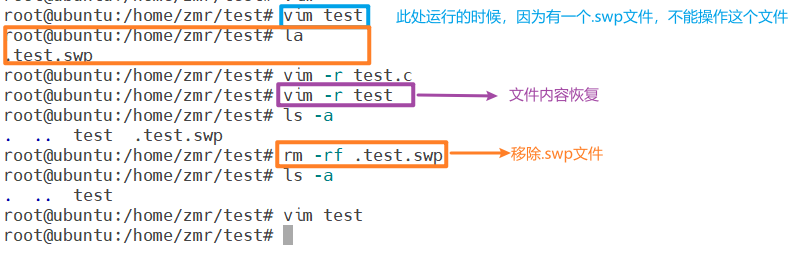 root@ubuntu:/home/zmr/test# vim test 此处运行的时候，因为有一个.swp文件，不能操作这个文件
root@ubuntu:/home/zmr/test# la
.test.swp
root@ubuntu:/home/zmr/test# vim -r test.c
root@ubuntu:/home/zmr/test# vim -r test 文件内容恢复
root@ubuntu:/home/zmr/test# ls -a
. .. test .test.swp
root@ubuntu:/home/zmr/test# rm -rf .test.swp 移除.swp文件
root@ubuntu:/home/zmr/test# ls -a
. .. test
root@ubuntu:/home/zmr/test# vim test
root@ubuntu:/home/zmr/test#